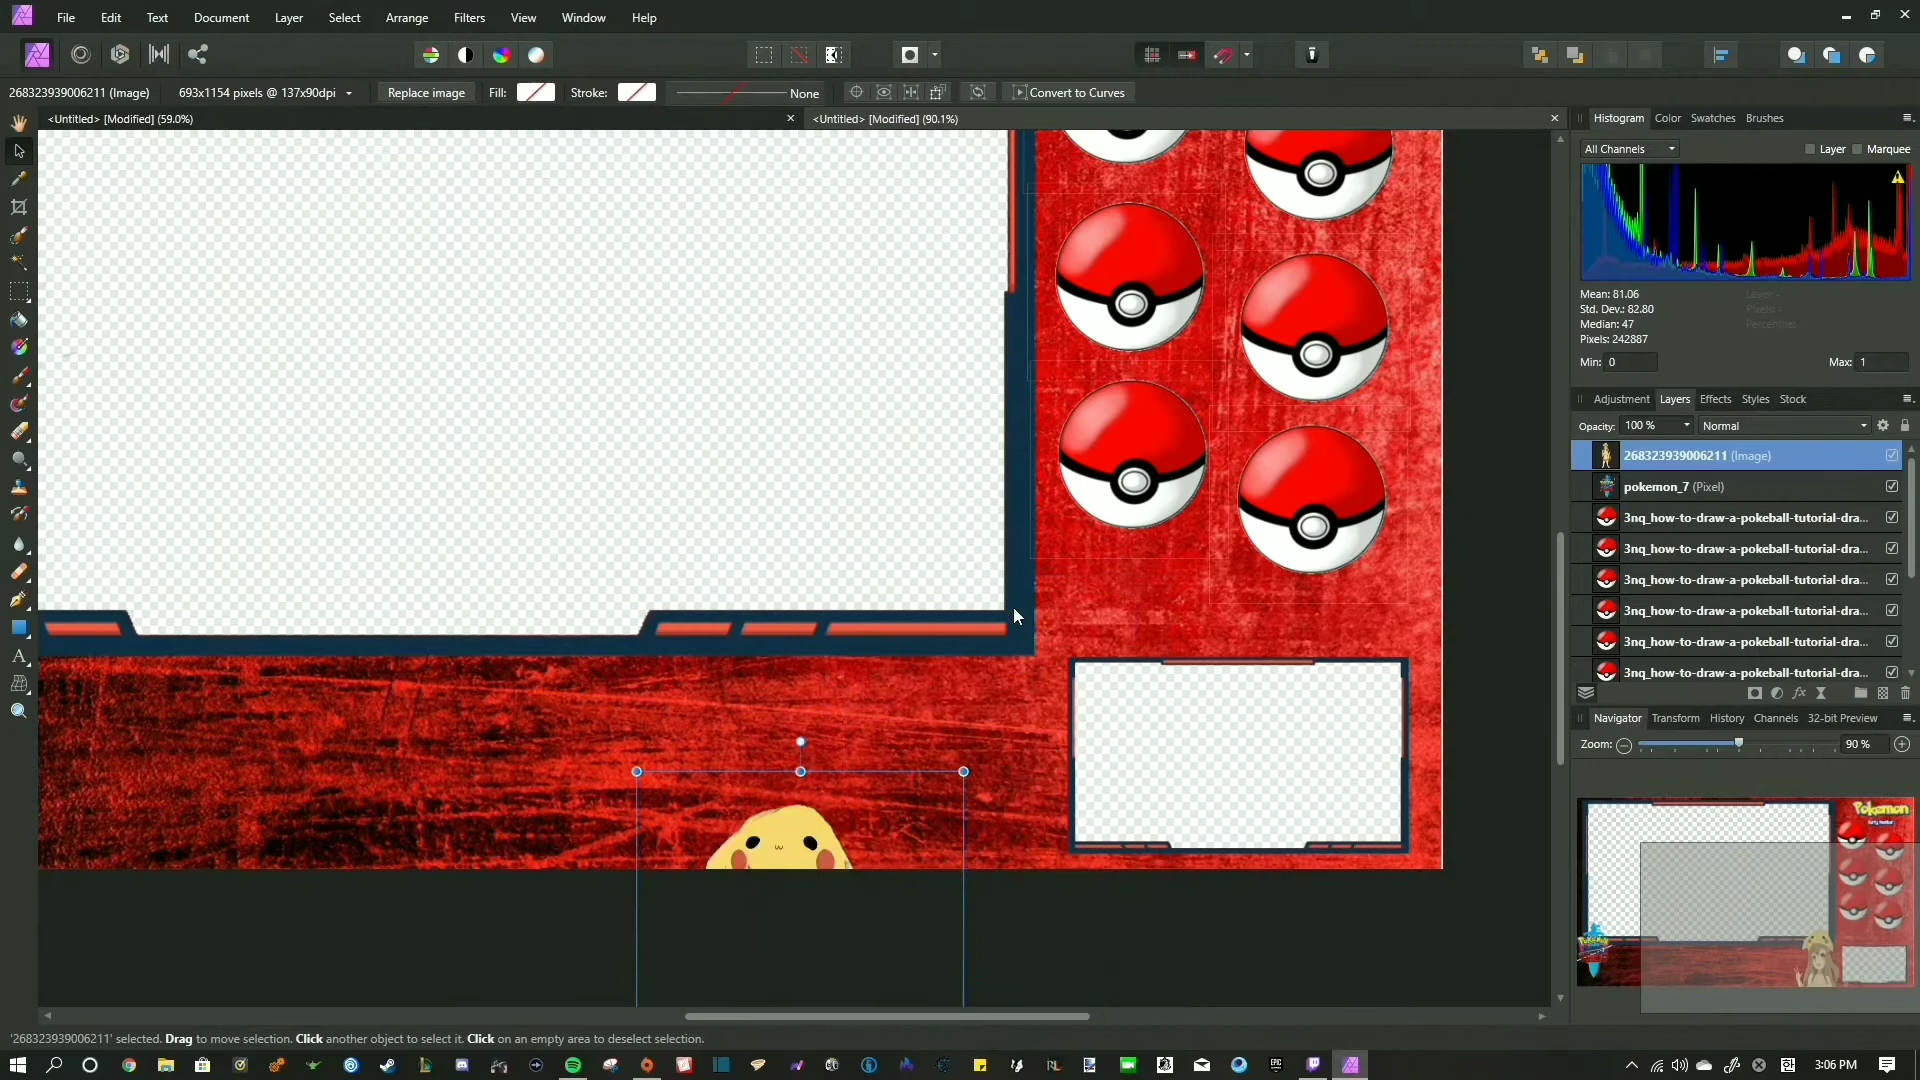 File Edit Text Document Layer Select Arrange Filters View Window Help
268323939006211 (Image) 693x1154 pixels @ 137x90dpi Replace image Fill: Stroke: None Convert to Curves
<Untitled> [Modified] (59.0%) <Untitled> [Modified] (90.1%)
Histogram Color Swatches Brushes
All Channels Layer Marquee
Mean: 81.06
Std. Dev.: 82.80
Median: 47
Pixels: 242887
Layer: -
Pixels: -
Percentile:
Min: 0 Max: 1
Adjustment Layers Effects Styles Stock
Opacity: 100 % Normal
268323939006211 (Image)
pokemon_7 (Pixel)
3nq_how-to-draw-a-pokeball-tutorial-dra...
3nq_how-to-draw-a-pokeball-tutorial-dra...
3nq_how-to-draw-a-pokeball-tutorial-dra...
3nq_how-to-draw-a-pokeball-tutorial-dra...
3nq_how-to-draw-a-pokeball-tutorial-dra...
3nq_how-to-draw-a-pokeball-tutorial-dra...
Navigator Transform History Channels 32-bit Preview
Zoom: 90 %
Pokemon
'268323939006211' selected. Drag to move selection. Click another object to select it. Click on an empty area to deselect selection.
3:06 PM